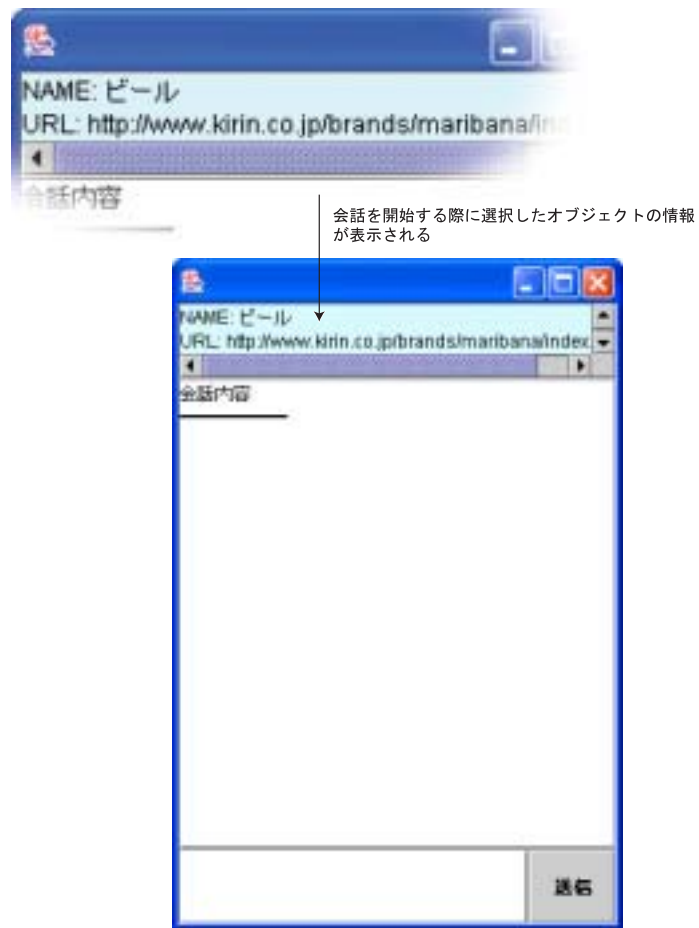 NAME: ビール
URL: http://www.kirin.co.jp/brands/maribana/in
会話内容
会話を開始する際に選択したオブジェクトの情報
が表示される
NAME: ビール
URL: http://www.kirin.co.jp/brands/maribana/index
会話内容
送信